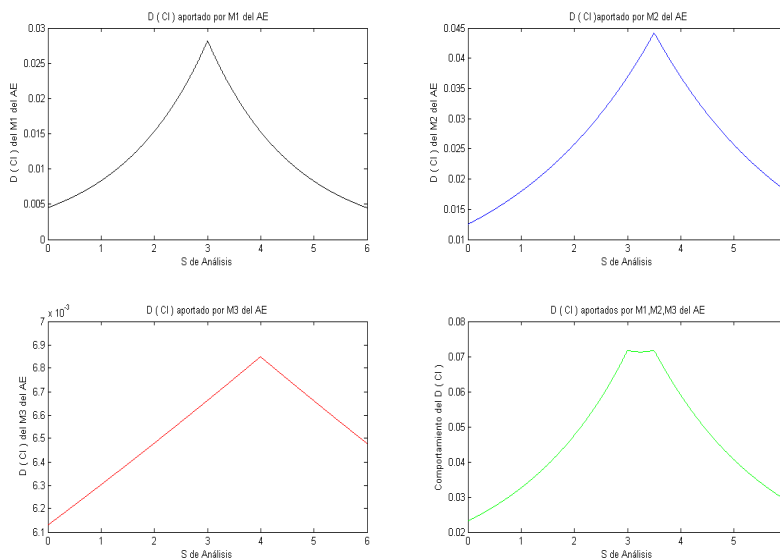 D ( CI ) aportado por M1 del AE
0.03
0.025
0.02
0.015
0.01
0.005
0
D ( CI ) del M1 del AE
0 1 2 3 4 5 6
S de Análisis
D ( CI )aportado por M2 del AE
0.045
0.04
0.035
0.03
0.025
0.02
0.015
0.01
D ( CI ) del M2 del AE
0 1 2 3 4 5
S de Análisis
D ( CI ) aportado por M3 del AE
x 10-3
7
6.9
6.8
6.7
6.6
6.5
6.4
6.3
6.2
6.1
D ( CI ) del M3 del AE
0 1 2 3 4 5 6
S de Análisis
D ( CI ) aportados por M1,M2,M3 del AE
0.08
0.07
0.06
0.05
0.04
0.03
0.02
Comportamiento del D ( CI )
0 1 2 3 4 5
S de Análisis